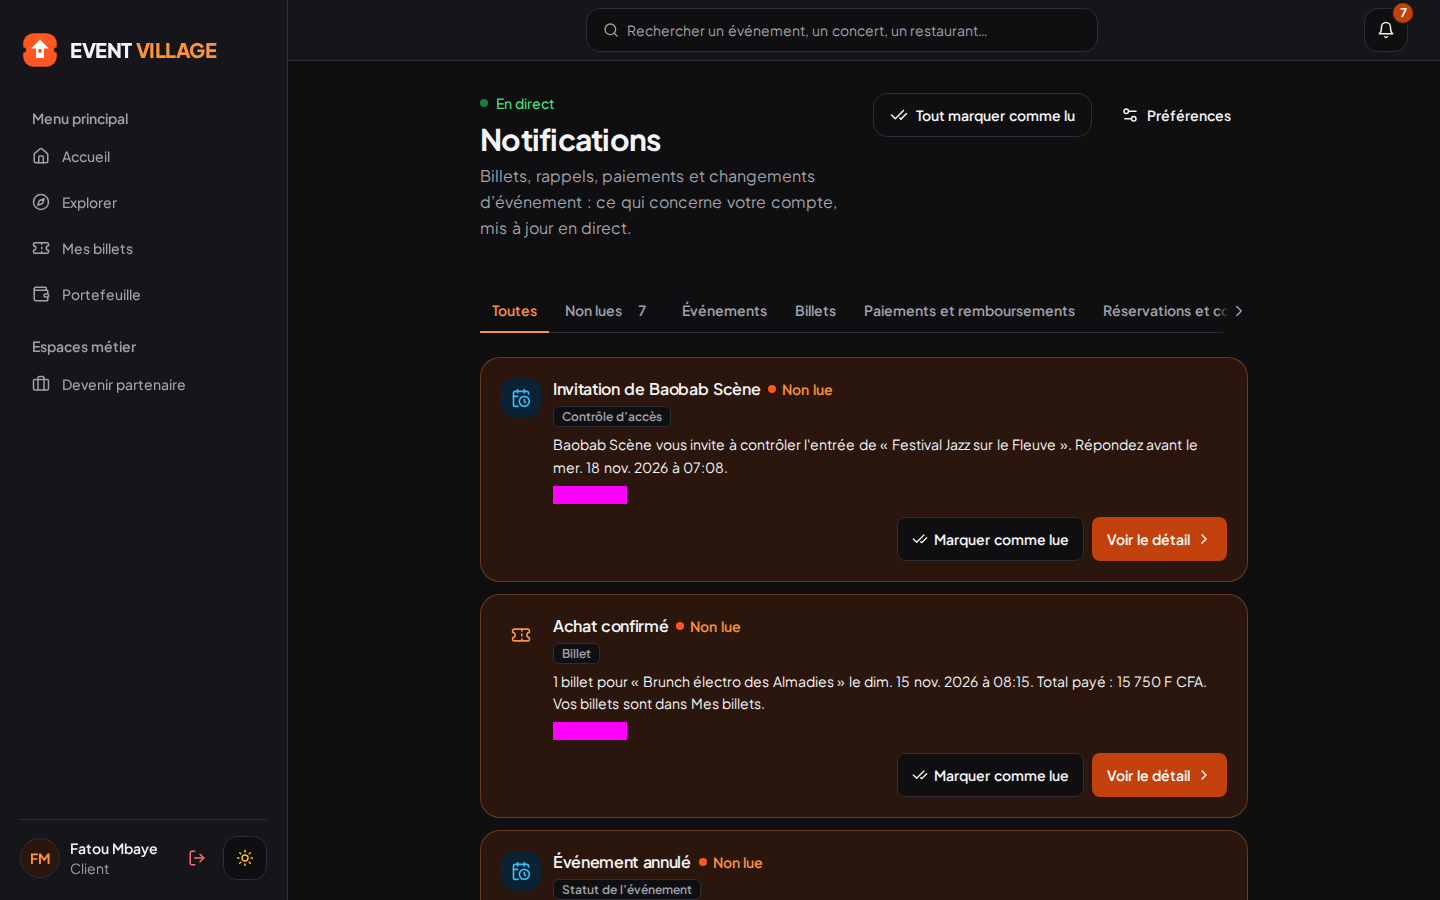 EVENT VILLAGE
Rechercher un événement, un concert, un restaurant…
7
Menu principal
Accueil
Explorer
Mes billets
Portefeuille
Espaces métier
Devenir partenaire
FM
Fatou Mbaye
Client
En direct
Notifications
Billets, rappels, paiements et changements
d’événement : ce qui concerne votre compte,
mis à jour en direct.
Tout marquer comme lu
Préférences
Toutes
Non lues 7
Événements
Billets
Paiements et remboursements
Réservations et
Invitation de Baobab Scène
Non lue
Contrôle d’accès
Baobab Scène vous invite à contrôler l’entrée de « Festival Jazz sur le Fleuve ». Répondez avant le
mer. 18 nov. 2026 à 07:08.
Marquer comme lue
Voir le détail
Achat confirmé
Non lue
Billet
1 billet pour « Brunch électro des Almadies » le dim. 15 nov. 2026 à 08:15. Total payé : 15 750 F CFA.
Vos billets sont dans Mes billets.
Marquer comme lue
Voir le détail
Événement annulé
Non lue
Statut de l’événement